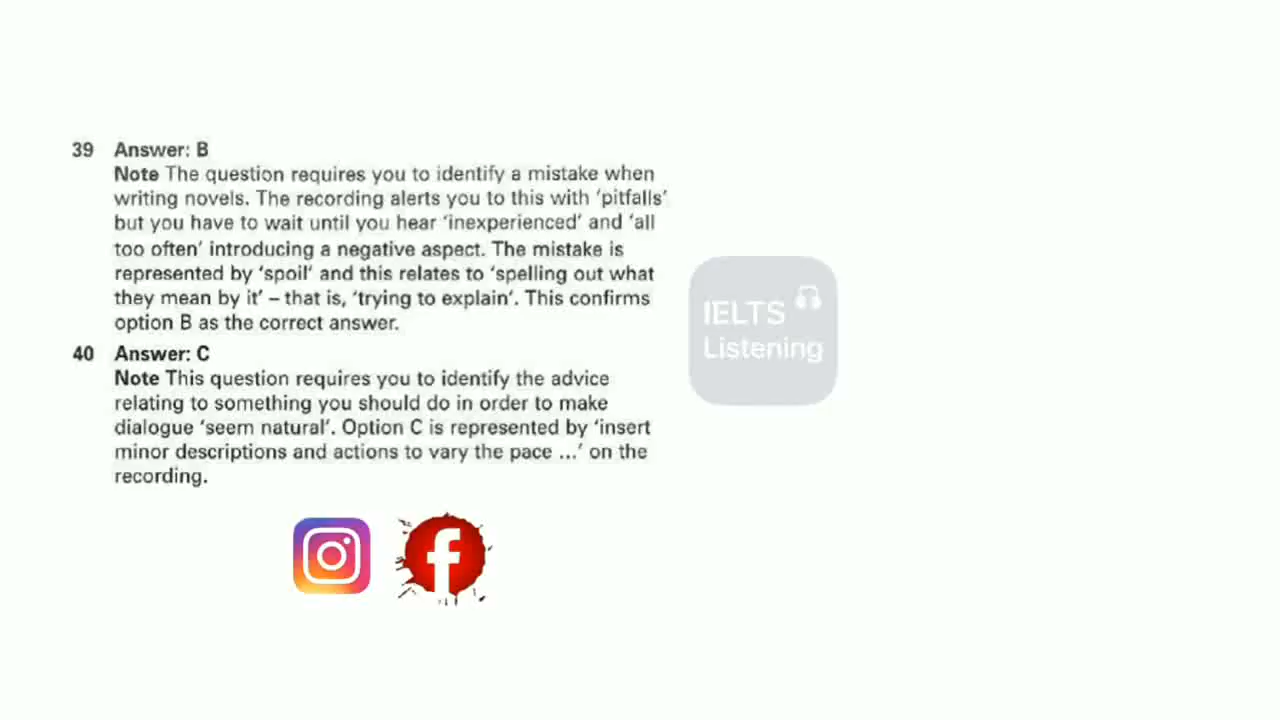 39 Answer: B
Note The question requires you to identify a mistake when
writing novels. The recording alerts you to this with ‘pitfalls’
but you have to wait until you hear ‘inexperienced’ and ‘all
too often’ introducing a negative aspect. The mistake is
represented by ‘spoil’ and this relates to ‘spelling out what
they mean by it’ – that is, ‘trying to explain’. This confirms
option B as the correct answer.
40 Answer: C
Note This question requires you to identify the advice
relating to something you should do in order to make
dialogue ‘seem natural’. Option C is represented by ‘insert
minor descriptions and actions to vary the pace ...’ on the
recording.
IELTS
Listening
f